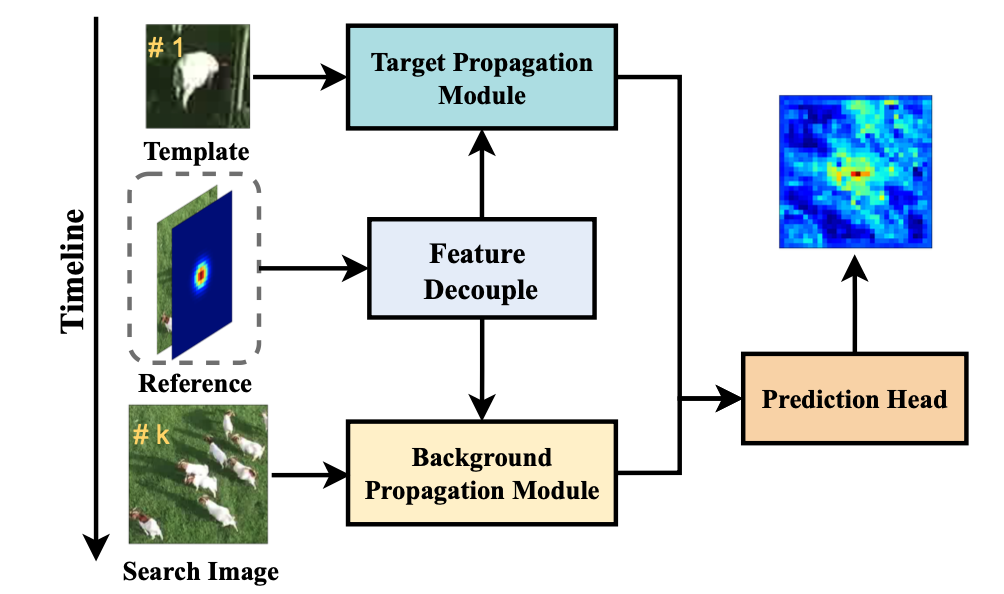 # 1
Target Propagation
Module
Template
Timeline
Feature
Decouple
Reference
# k
Background
Propagation Module
Prediction Head
Search Image